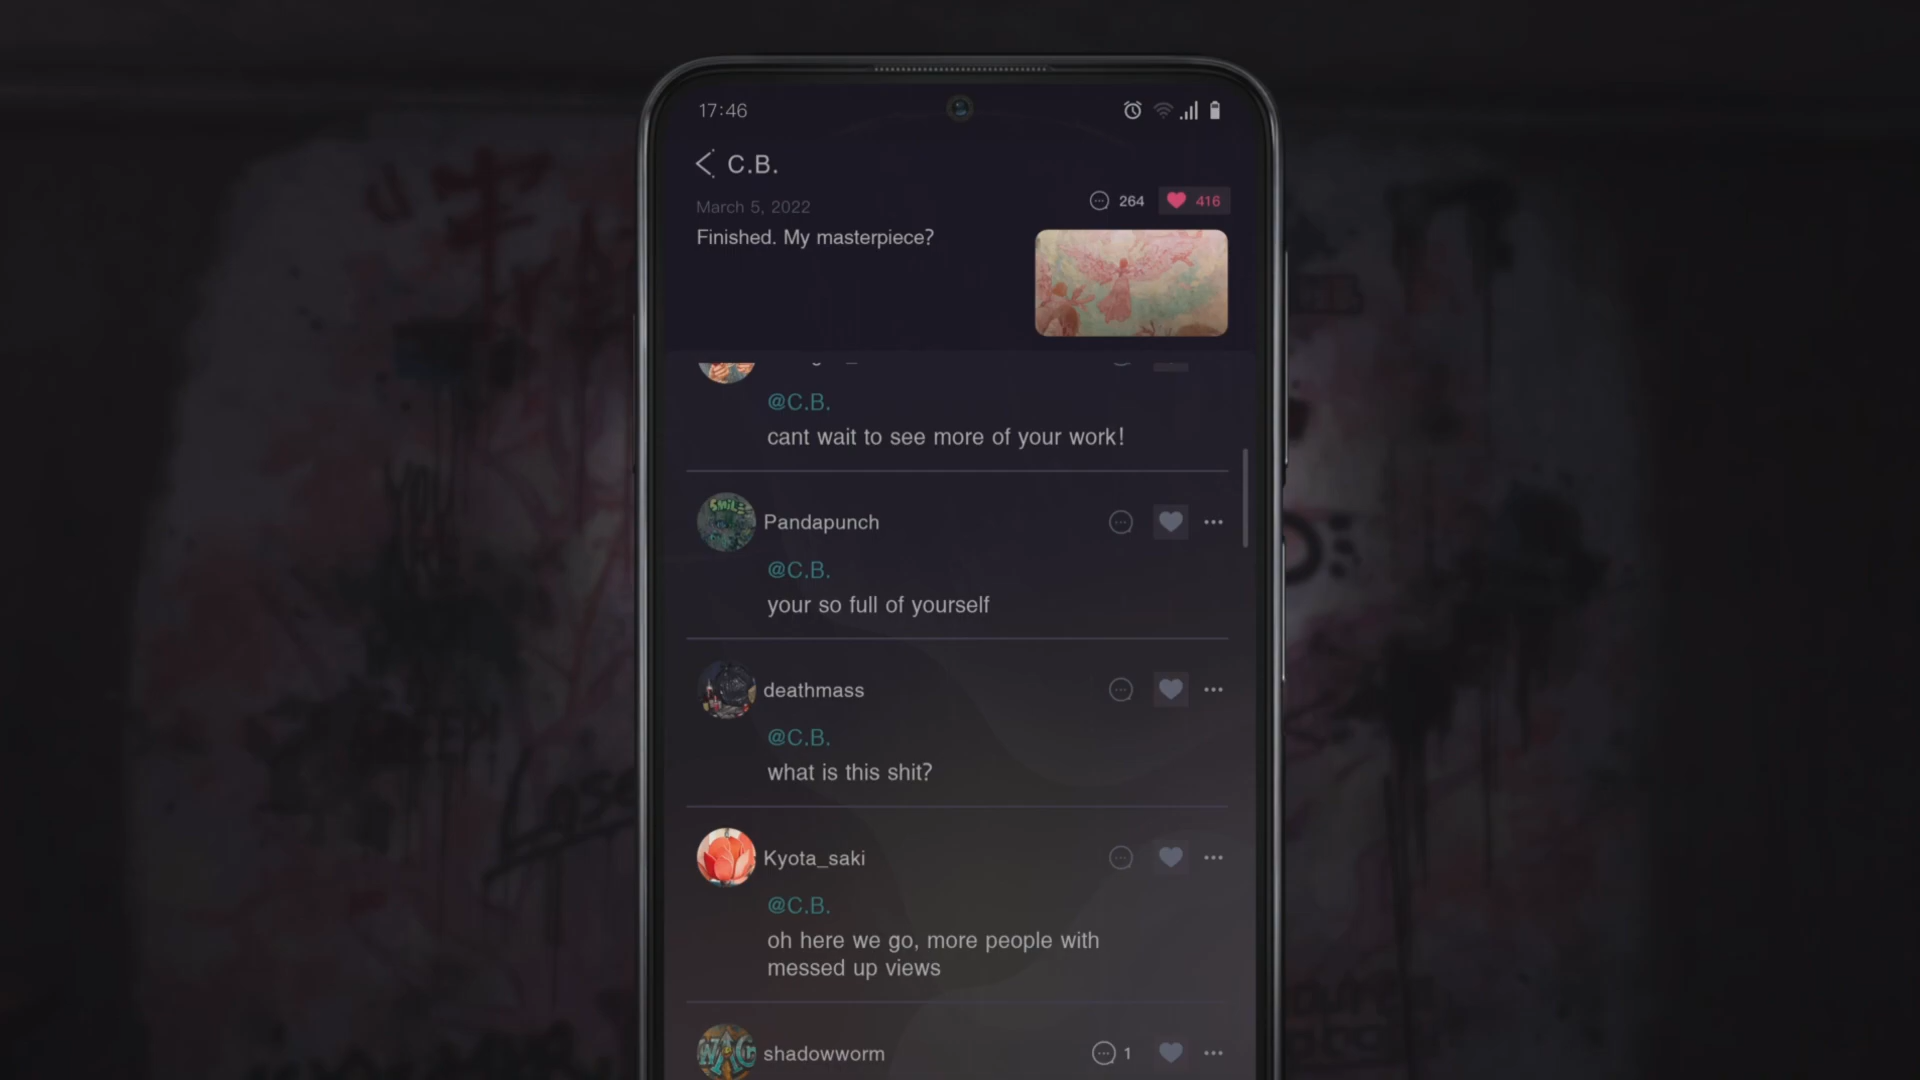 17:46
C.B.
March 5, 2022
264
416
Finished. My masterpiece?
@C.B.
cant wait to see more of your work!
SMILE
Pandapunch
@C.B.
your so full of yourself
deathmass
@C.B.
what is this shit?
Kyota_saki
@C.B.
oh here we go, more people with
messed up views
shadowworm
1
YOU